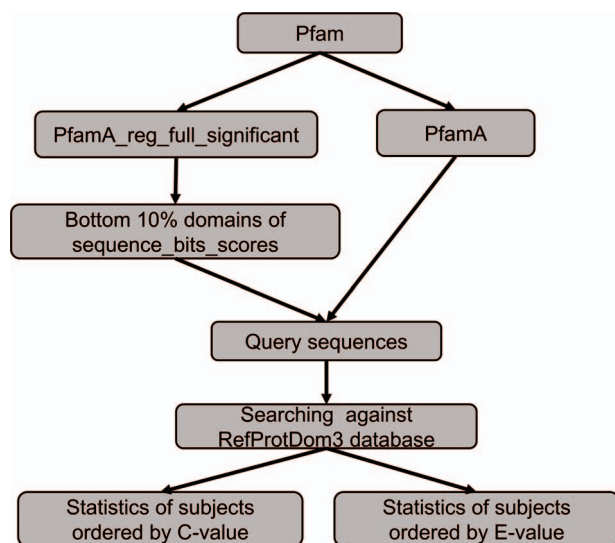 Pfam
PfamA_reg_full_significant
PfamA
Bottom 10% domains of
sequence_bits_scores
Query sequences
Searching against
RefProtDom3 database
Statistics of subjects
ordered by C-value
Statistics of subjects
ordered by E-value